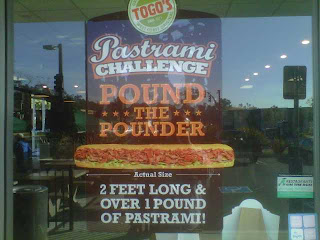 TOGO'S
Pastrami
CHALLENGE
POUND
THE
POUNDER
Actual Size
2 FEET LONG &
OVER 1 POUND
OF PASTRAMI!